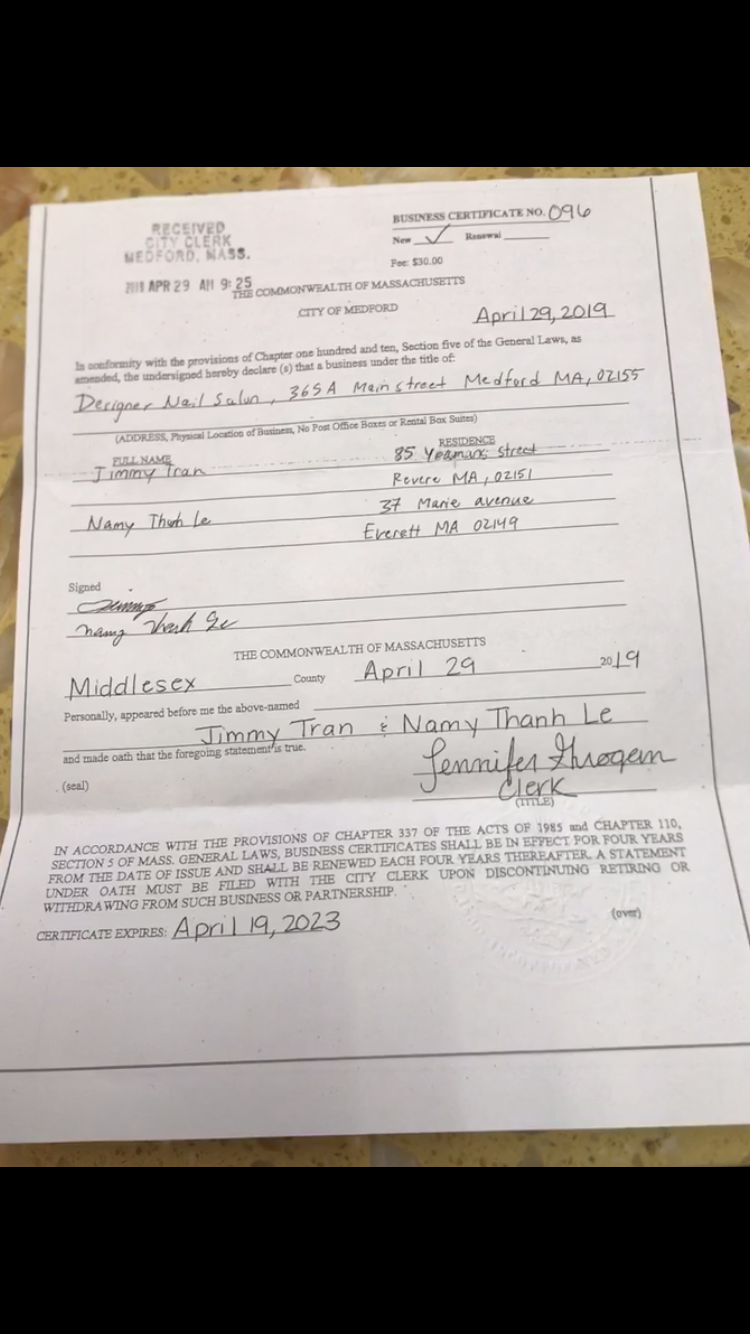 RECEIVED
CITY CLERK
MEDFORD, MASS.
APR 29 AM 9:25
BUSINESS CERTIFICATE NO. 096
New ✓ Renewal
Fee: $30.00
THE COMMONWEALTH OF MASSACHUSETTS
CITY OF MEDFORD
April 29, 2019
In conformity with the provisions of Chapter one hundred and ten, Section five of the General Laws, as
amended, the undersigned hereby declare (s) that a business under the title of:
Designer Nail Salon, 365A Main street Medford MA, 02155
(ADDRESS, Physical Location of Business, No Post Office Boxes or Rental Box Suites)
FULL NAME RESIDENCE
Jimmy Tran 85 Yeamans Street
Revere MA, 02151
Namy Thanh Le 37 Marie avenue
Everett MA 02149
Signed
Jimmy
Namy Thanh Le
THE COMMONWEALTH OF MASSACHUSETTS
Middlesex County April 29 2019
Personally, appeared before me the above-named
Jimmy Tran & Namy Thanh Le
and made oath that the foregoing statement is true.
Jennifer
(seal)
Clerk
(TITLE)
IN ACCORDANCE WITH THE PROVISIONS OF CHAPTER 337 OF THE ACTS OF 1985 and CHAPTER 110,
SECTION 5 OF MASS. GENERAL LAWS, BUSINESS CERTIFICATES SHALL BE IN EFFECT FOR FOUR YEARS
FROM THE DATE OF ISSUE AND SHALL BE RENEWED EACH FOUR YEARS THEREAFTER. A STATEMENT
UNDER OATH MUST BE FILED WITH THE CITY CLERK UPON DISCONTINUING RETIRING OR
WITHDRAWING FROM SUCH BUSINESS OR PARTNERSHIP.
(over)
CERTIFICATE EXPIRES: April 19, 2023